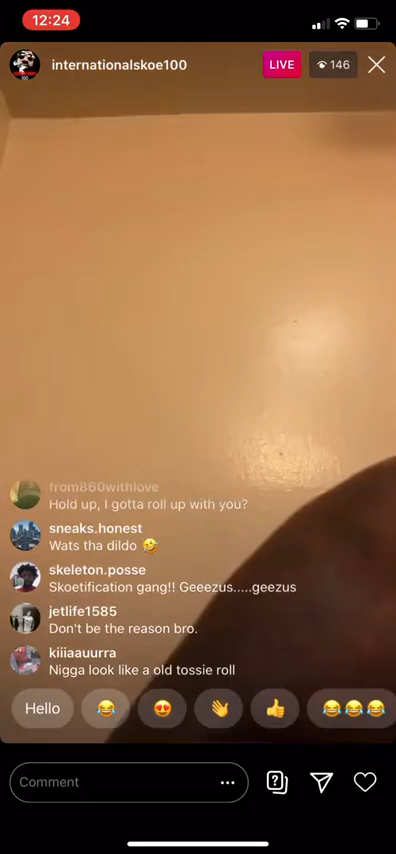 12:24
internationalskoe100
LIVE
146
from860withlove
Hold up, I gotta roll up with you?
sneaks.honest
Wats tha dildo 🤣
skeleton.posse
Skoetification gang!! Geeezus.....geezus
jetlife1585
Don't be the reason bro.
kiiiaauurra
Nigga look like a old tossie roll
Hello 😂 😍 👋 👍 😂😂😂
Comment